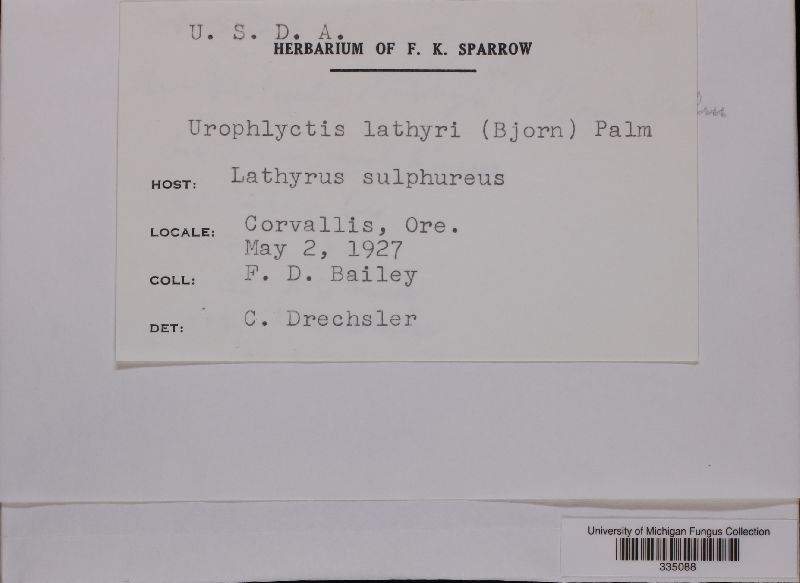 U. S. D. A.
HERBARIUM OF F. K. SPARROW
Urophlyctis lathyri (Bjorn) Palm
HOST: Lathyrus sulphureus
LOCALE: Corvallis, Ore.
May 2, 1927
COLL: F. D. Bailey
DET: C. Drechsler
University of Michigan Fungus Collection
335088